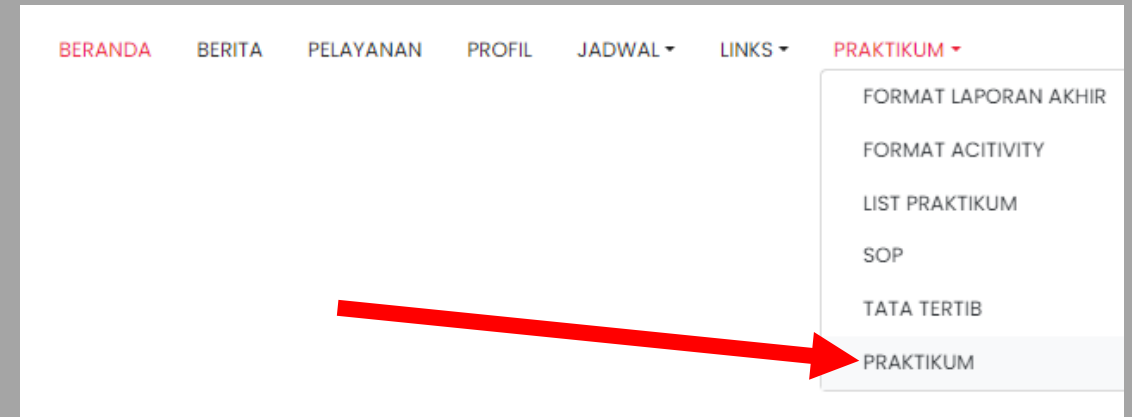 BERANDA BERITA PELAYANAN PROFIL JADWAL LINKS PRAKTIKUM
FORMAT LAPORAN AKHIR
FORMAT ACITIVITY
LIST PRAKTIKUM
SOP
TATA TERTIB
PRAKTIKUM